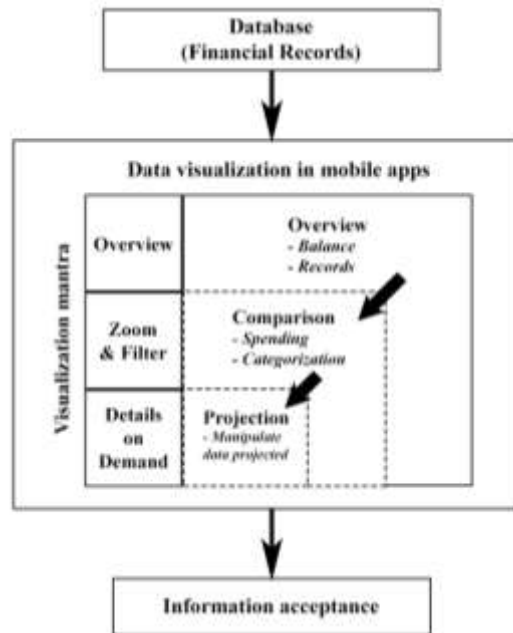 Database
(Financial Records)
Data visualization in mobile apps
Visualization mantra
Overview
Overview
- Balance
- Records
Zoom
& Filter
Comparison
- Spending
- Categorization
Details
on
Demand
Projection
- Manipulate
data projected
Information acceptance